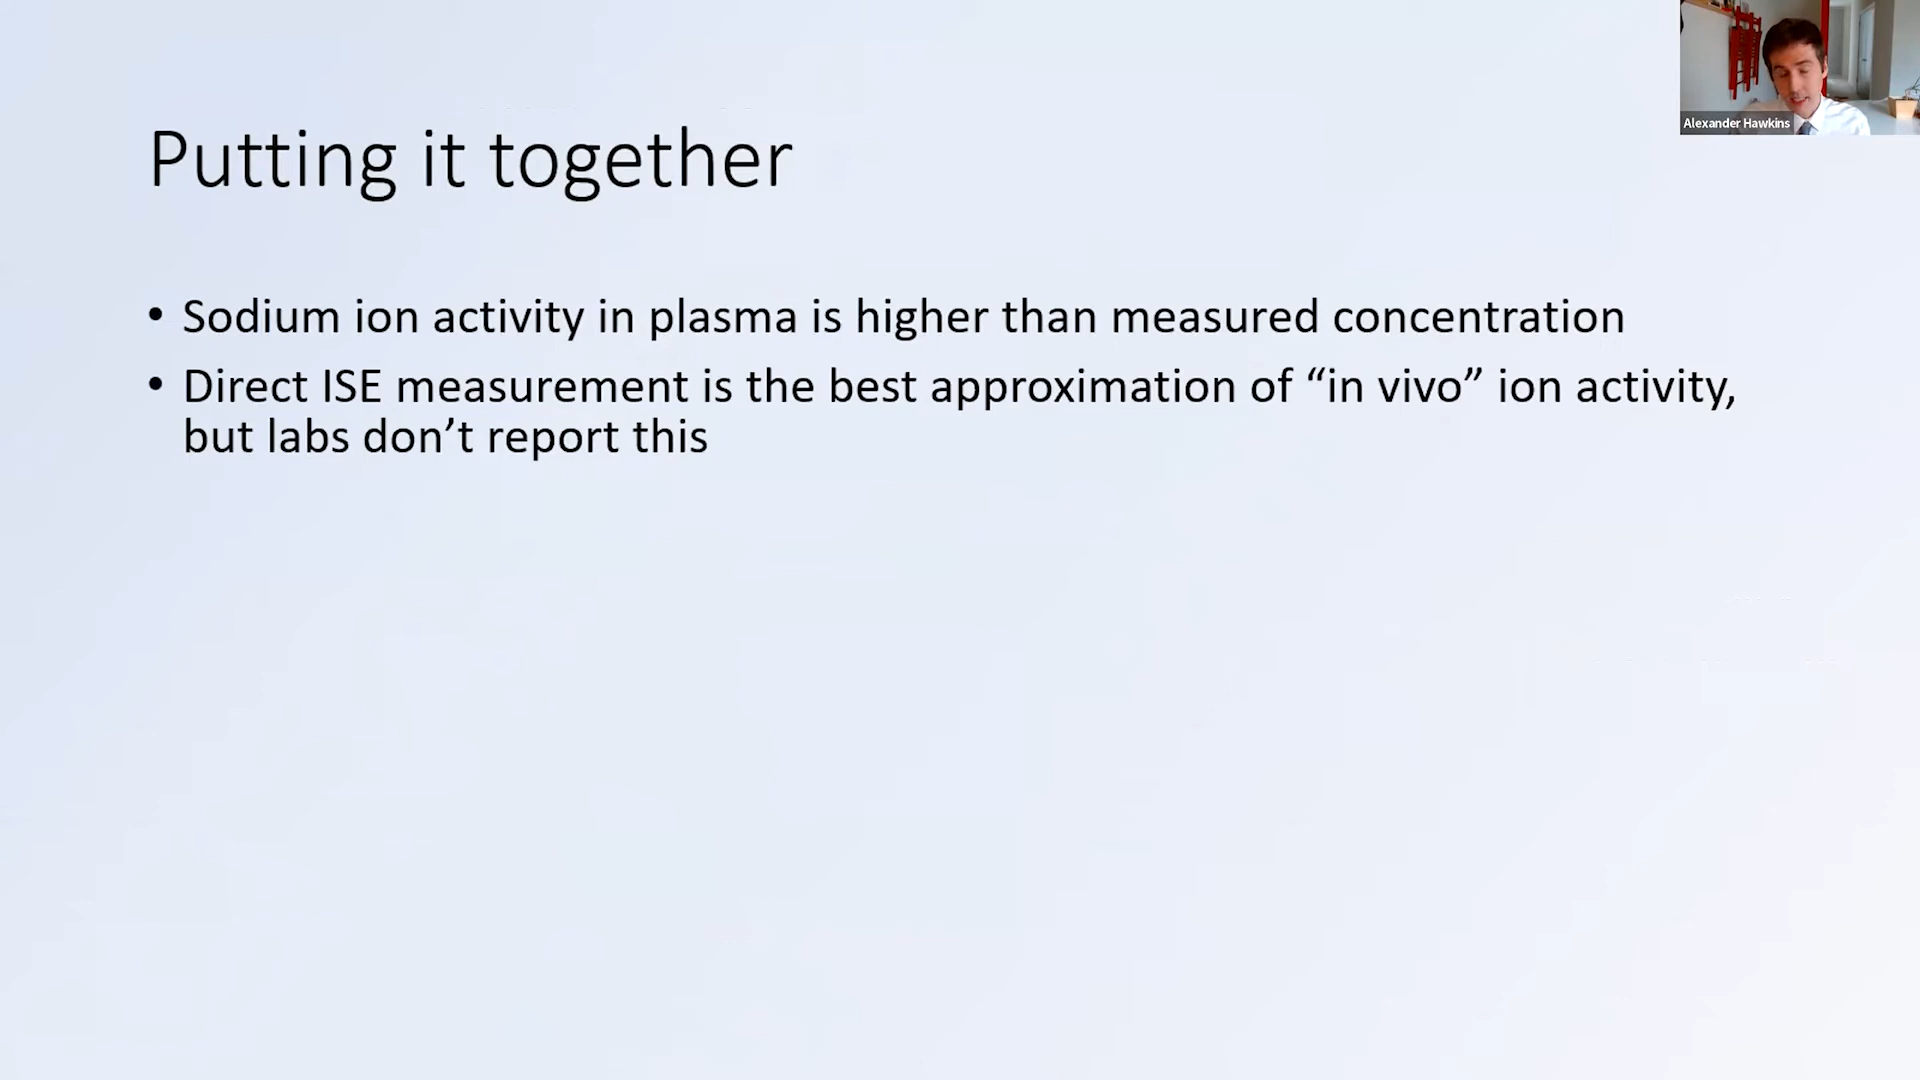 Alexander Hawkins
Putting it together
• Sodium ion activity in plasma is higher than measured concentration
• Direct ISE measurement is the best approximation of “in vivo” ion activity,
but labs don’t report this